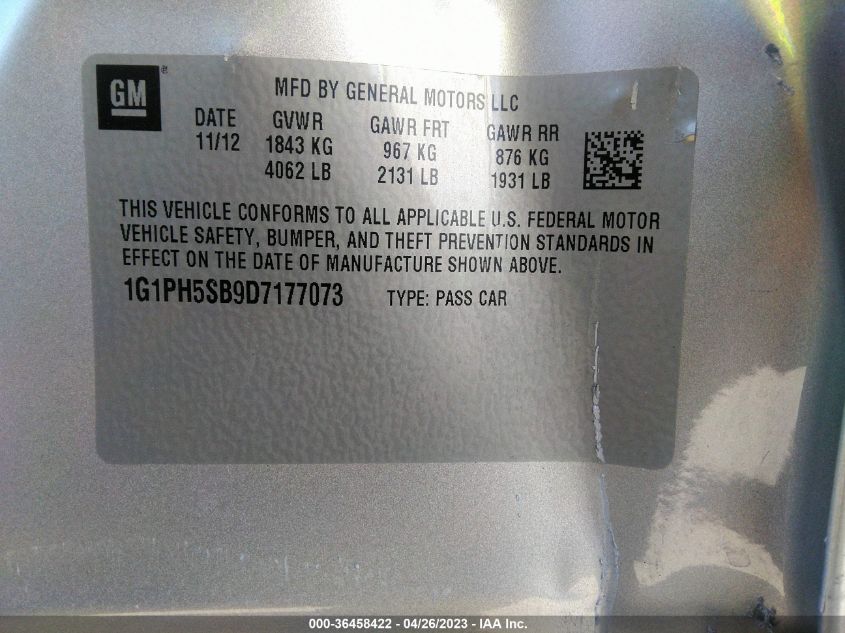 GM ®
MFD BY GENERAL MOTORS LLC
DATE GVWR GAWR FRT GAWR RR
11/12 1843 KG 967 KG 876 KG
4062 LB 2131 LB 1931 LB
THIS VEHICLE CONFORMS TO ALL APPLICABLE U.S. FEDERAL MOTOR
VEHICLE SAFETY, BUMPER, AND THEFT PREVENTION STANDARDS IN
EFFECT ON THE DATE OF MANUFACTURE SHOWN ABOVE.
1G1PH5SB9D7177073 TYPE: PASS CAR
000-36458422 - 04/26/2023 - IAA Inc.